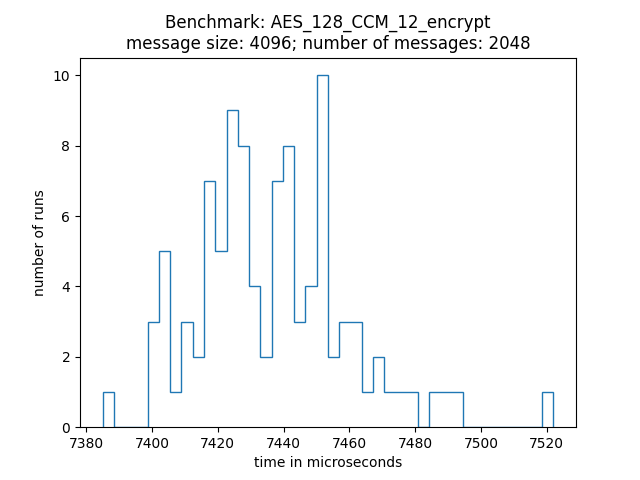 Benchmark: AES_128_CCM_12_encrypt
message size: 4096; number of messages: 2048
10
8
6
4
2
0
number of runs
7380 7400 7420 7440 7460 7480 7500 7520
time in microseconds